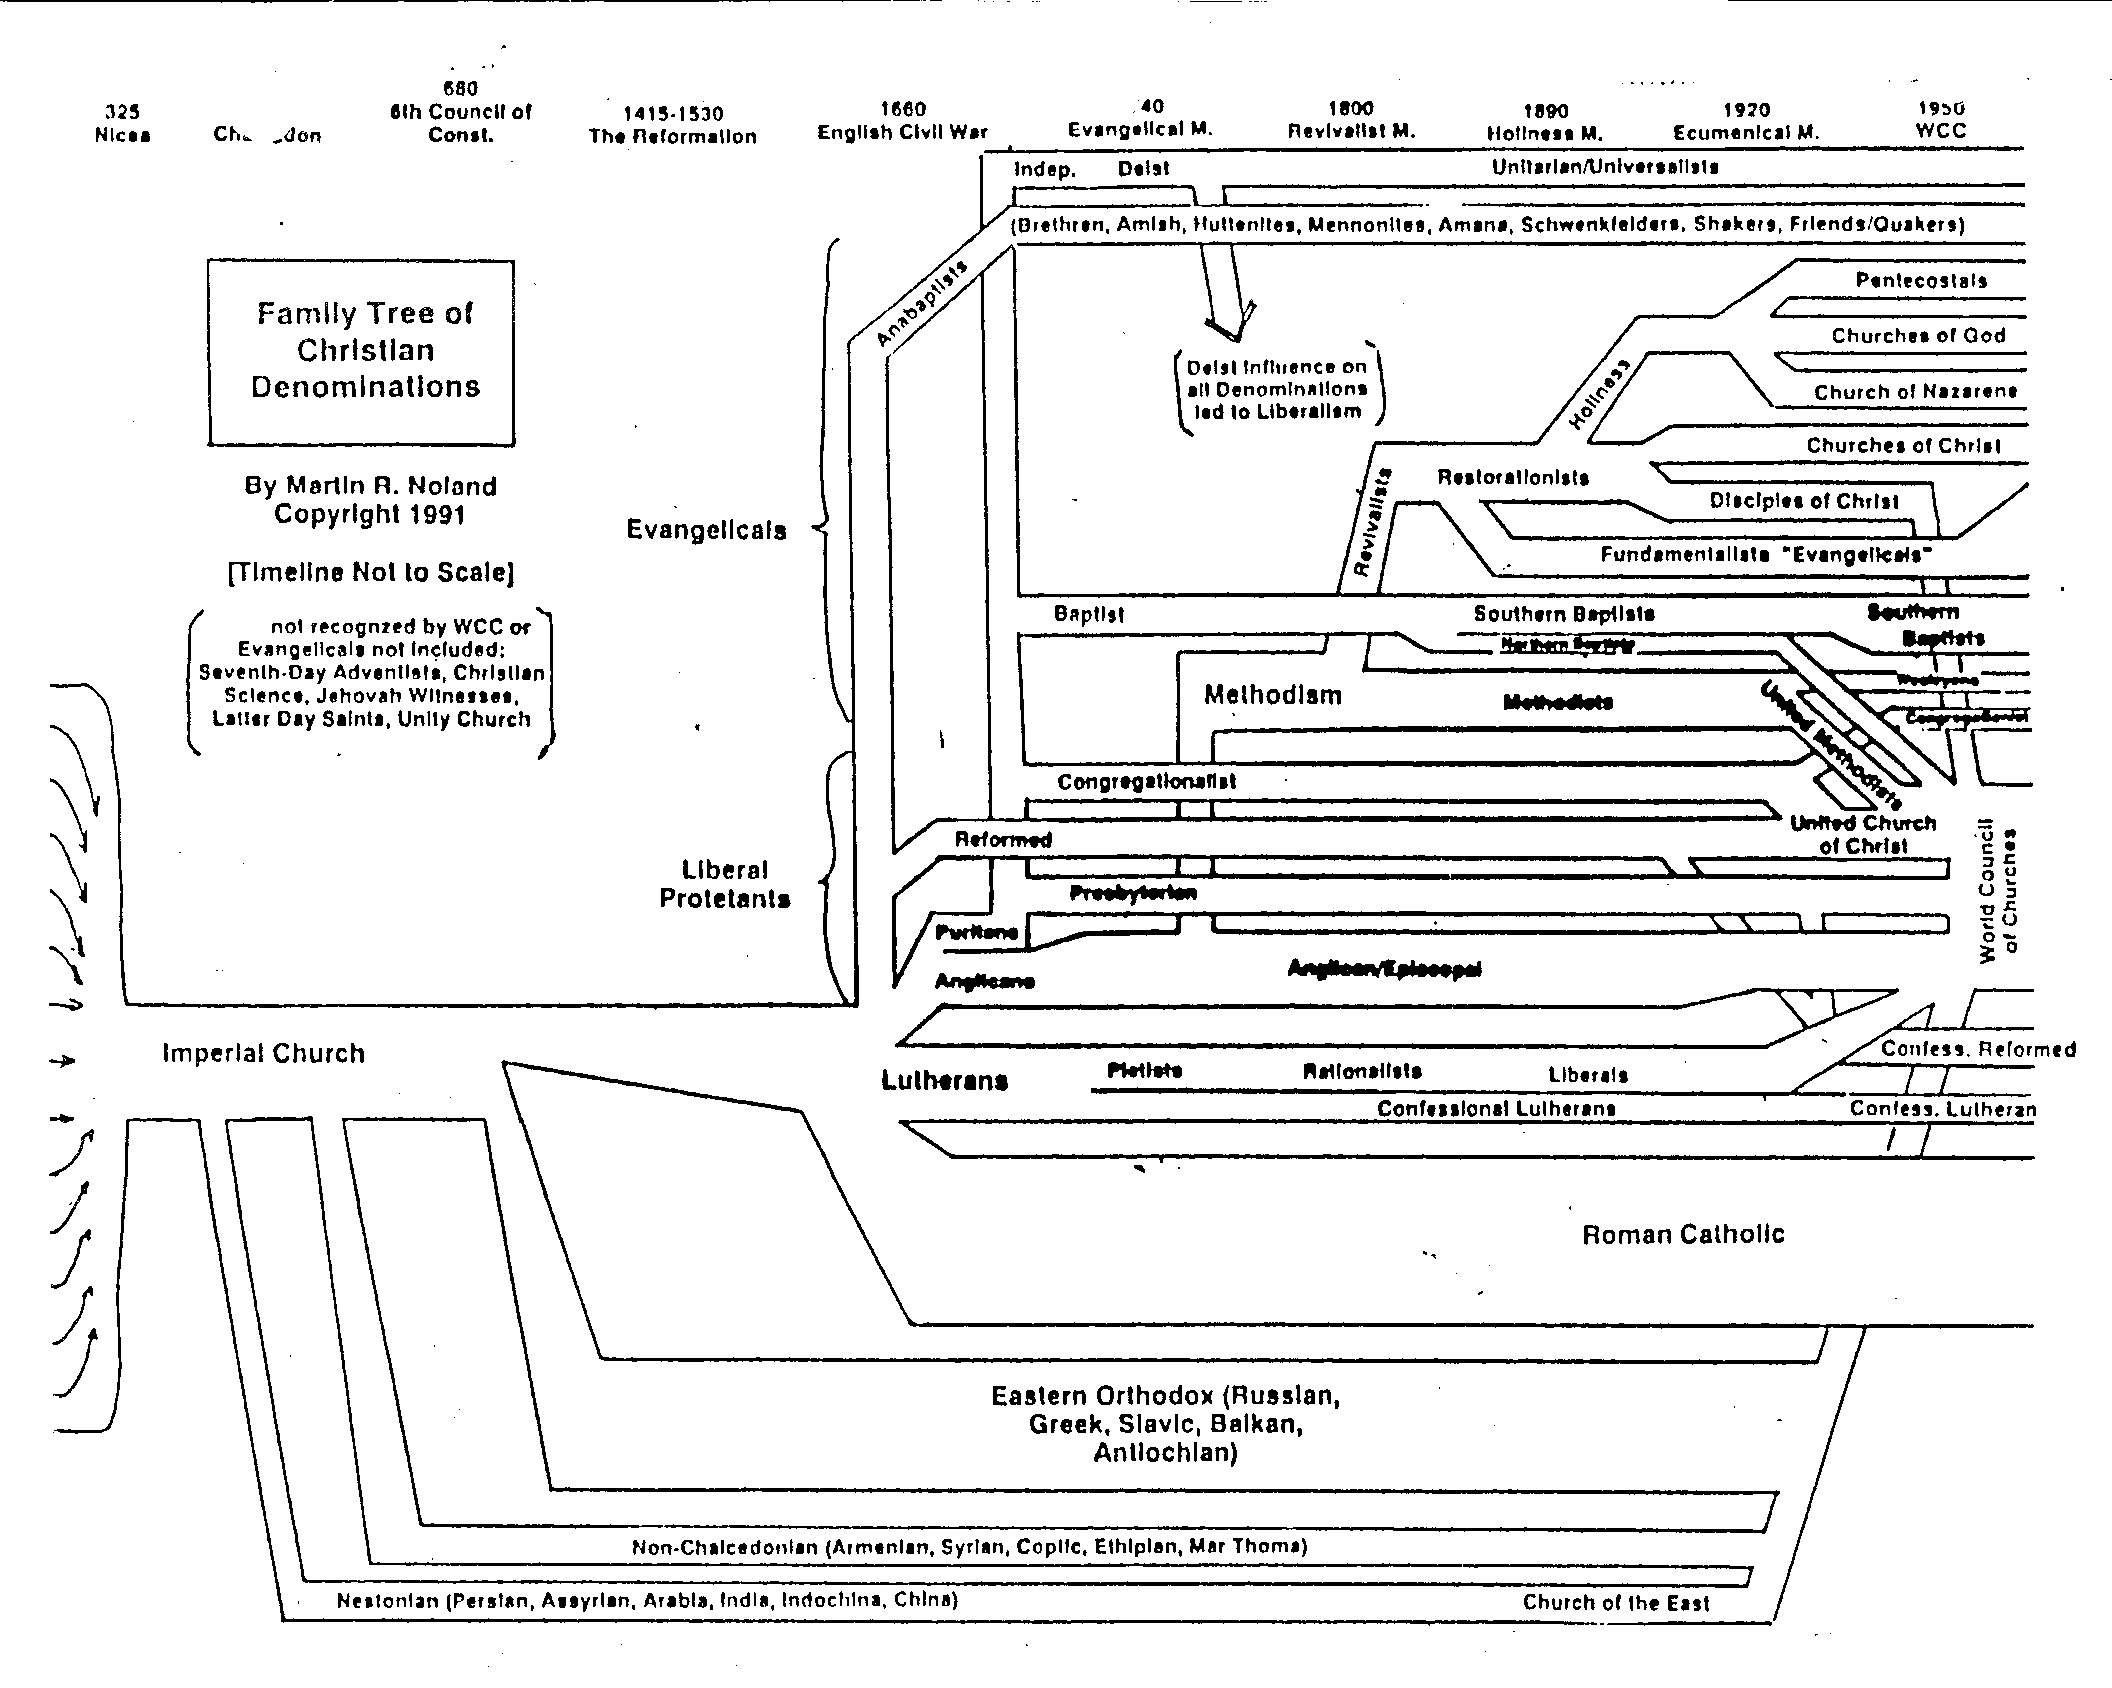 325
Nicea
680
6th Council of
Const.
1415-1530
The Reformation
1660
English Civil War
40
Evangelical M.
1800
Revivalist M.
1890
Holiness M.
1920
Ecumenical M.
1950
WCC
Indep.
Deist
Unitarian/Universalists
(Brethren, Amish, Huttenites, Mennonites, Amana, Schwenkfelders, Shakers, Friends/Quakers)
Anabaptists
Family Tree of
Christian
Denominations
By Martin R. Noland
Copyright 1991
[Timeline Not to Scale]
not recognzed by WCC or
Evangelicals not Included:
Seventh-Day Adventists, Christian
Science, Jehovah Witnesses,
Latter Day Saints, Unity Church
Evangelicals
Liberal
Protetants
Deist Influence on
all Denominations
led to Liberalism
Pentecostals
Churches of God
Church of Nazarene
Holiness
Churches of Christ
Restorationists
Revivalists
Disciples of Christ
Fundamentalists "Evangelicals"
Baptist
Southern Baptists
Southern
Baptists
Northern Baptists
Methodism
Methodists
United Methodists
Congregationalist
United Church
of Christ
Reformed
Presbyterian
Puritans
Anglicans
Anglican/Episcopal
World Council
of Churches
Imperial Church
Lutherans
Pietists
Rationalists
Liberals
Confess. Reformed
Confessional Lutherans
Confess. Lutheran
Roman Catholic
Eastern Orthodox (Russian,
Greek, Slavic, Balkan,
Antiochian)
Non-Chalcedonian (Armenian, Syrian, Coptic, Ethipian, Mar Thoma)
Nestorian (Persian, Assyrian, Arabia, India, Indochina, China)
Church of the East